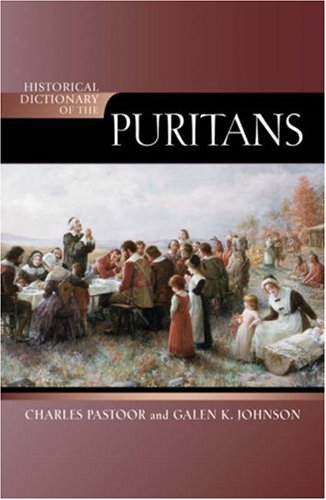 HISTORICAL
DICTIONARY
OF THE
PURITANS
CHARLES PASTOOR and GALEN K. JOHNSON